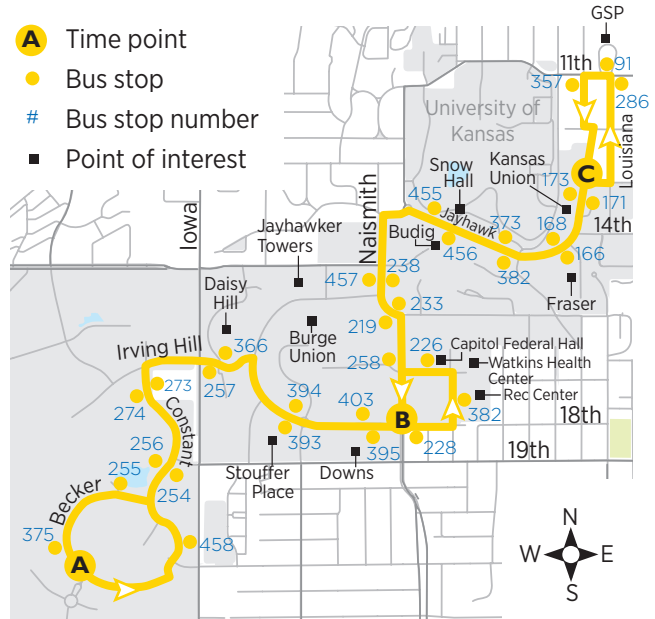 GSP
A Time point
Bus stop
# Bus stop number
Point of interest
11th
91
357
286
University of
Kansas
Snow
Hall
Kansas
Union
C
Louisiana
173
171
14th
455
Jayhawk
373
168
166
Budig
456
382
Fraser
Iowa
Naismith
Jayhawker
Towers
457
238
233
219
Daisy
Hill
Burge
Union
258
226
Capitol Federal Hall
Watkins Health
Center
Rec Center
382
18th
Irving Hill
366
257
273
274
Constant
394
403
B
393
395
228
19th
Stouffer
Place
Downs
256
255
254
Becker
375
A
458
N
W
E
S